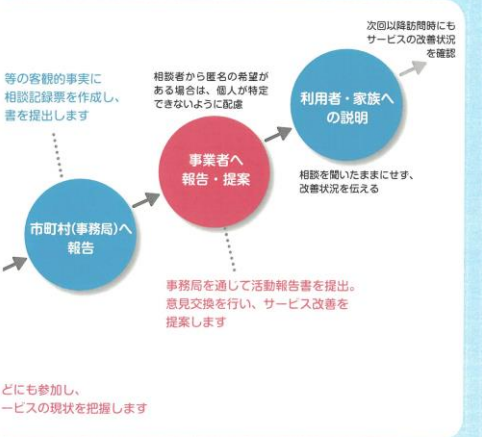 次回以降訪問時にも
サービスの改善状況
を確認
等の客観的事実に
相談記録票を作成し、
書を提出します
相談者から匿名の希望が
ある場合は、個人が特定
できないように配慮
利用者・家族へ
の説明
事業者へ
報告・提案
相談を聞いたままにせず、
改善状況を伝える
市町村(事務局)へ
報告
事務局を通じて活動報告書を提出。
意見交換を行い、サービス改善を
提案します
どにも参加し、
ービスの現状を把握します